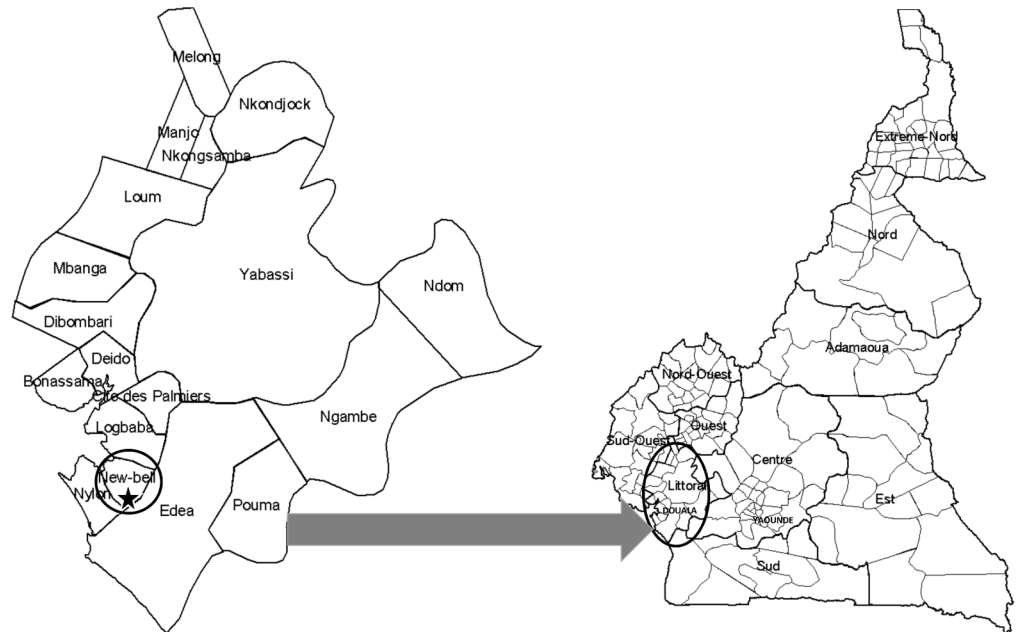 Melong
Nkondjock
Manjo
Nkongsamba
Loum
Mbanga
Yabassi
Ndom
Dibombari
Deido
Bonassama
Cite des Palmiers
Logbaba
Ngambe
New-bell
Nylon
Edea
Pouma
Extreme-Nord
Nord
Adamaoua
Nord-Ouest
Ouest
Sud-Ouest
Centre
Littoral
DOUALA
YAOUNDE
Est
Sud